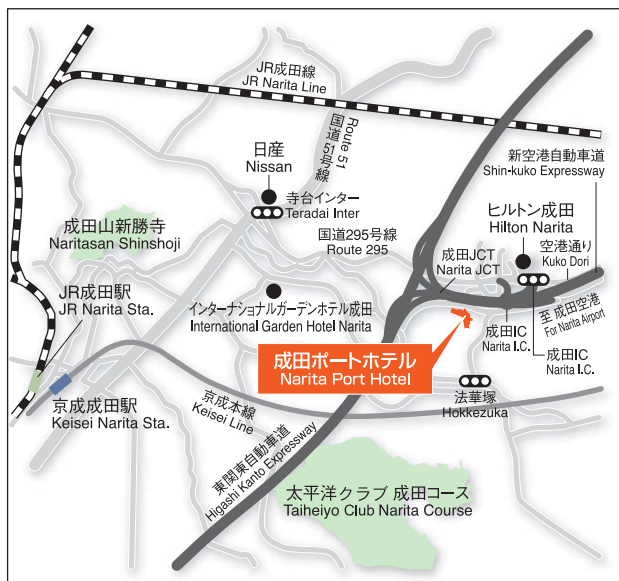 JR成田線
JR Narita Line
Route 51
国道51号線
日産
Nissan
寺台インター
Teradai Inter
新空港自動車道
Shin-kuko Expressway
成田山新勝寺
Naritasan Shinshoji
国道295号線
Route 295
ヒルトン成田
Hilton Narita
成田JCT
Narita JCT
空港通り
Kuko Dori
JR成田駅
JR Narita Sta.
インターナショナルガーデンホテル成田
International Garden Hotel Narita
至 成田空港
For Narita Airport
成田IC
Narita I.C.
成田IC
Narita I.C.
成田ポートホテル
Narita Port Hotel
京成成田駅
Keisei Narita Sta.
京成本線
Keisei Line
法華塚
Hokkezuka
東関東自動車道
Higashi Kanto Expressway
太平洋クラブ 成田コース
Taiheiyo Club Narita Course